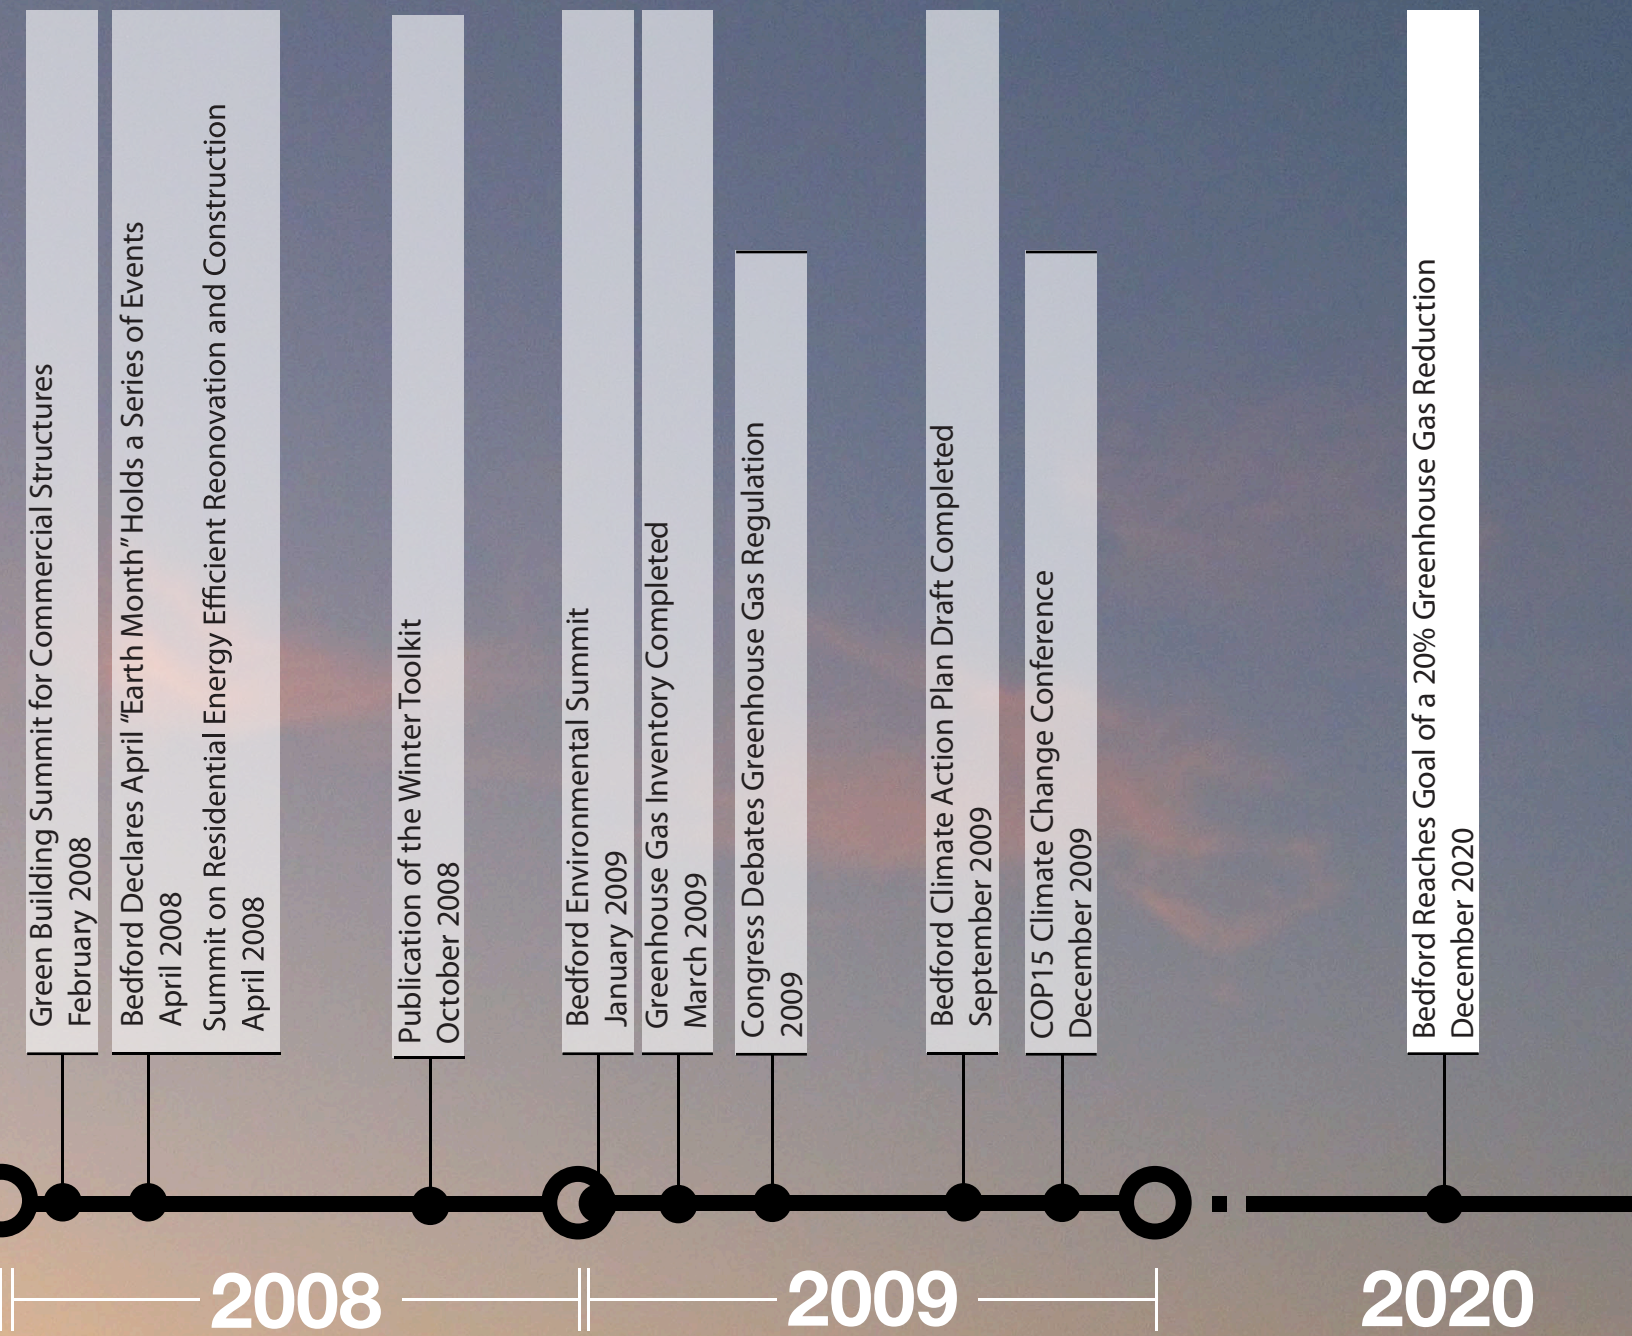 Green Building Summit for Commercial Structures
February 2008
Bedford Declares April “Earth Month” Holds a Series of Events
April 2008
Summit on Residential Energy Efficient Reonovation and Construction
April 2008
Publication of the Winter Toolkit
October 2008
Bedford Environmental Summit
January 2009
Greenhouse Gas Inventory Completed
March 2009
Congress Debates Greenhouse Gas Regulation
2009
Bedford Climate Action Plan Draft Completed
September 2009
COP15 Climate Change Conference
December 2009
Bedford Reaches Goal of a 20% Greenhouse Gas Reduction
December 2020
2008
2009
2020